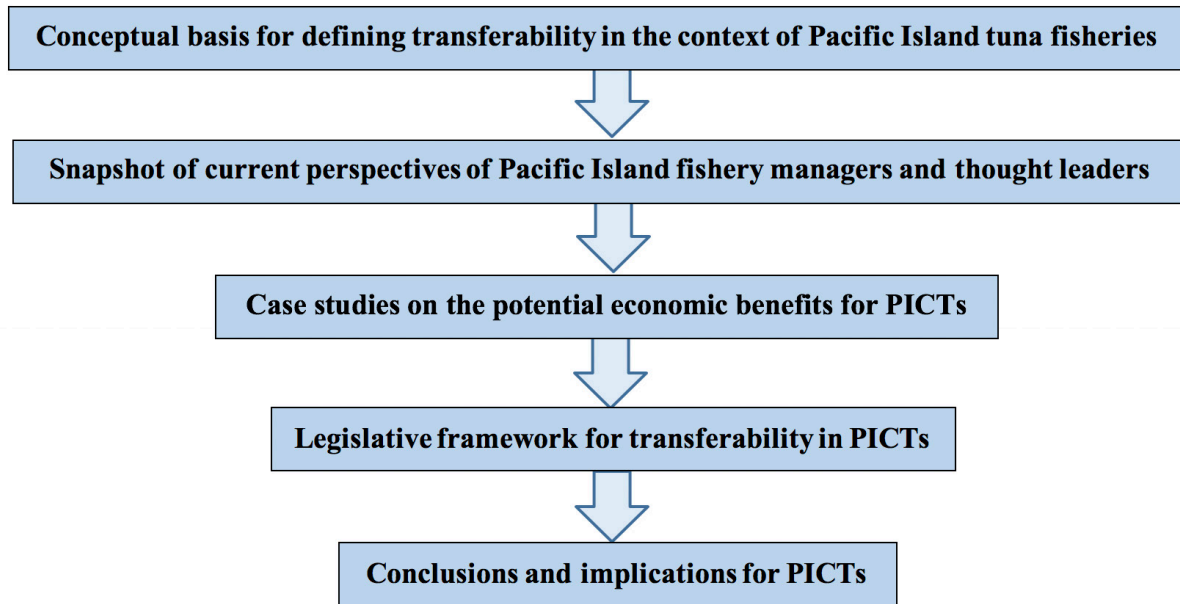 Conceptual basis for defining transferability in the context of Pacific Island tuna fisheries
Snapshot of current perspectives of Pacific Island fishery managers and thought leaders
Case studies on the potential economic benefits for PICTs
Legislative framework for transferability in PICTs
Conclusions and implications for PICTs